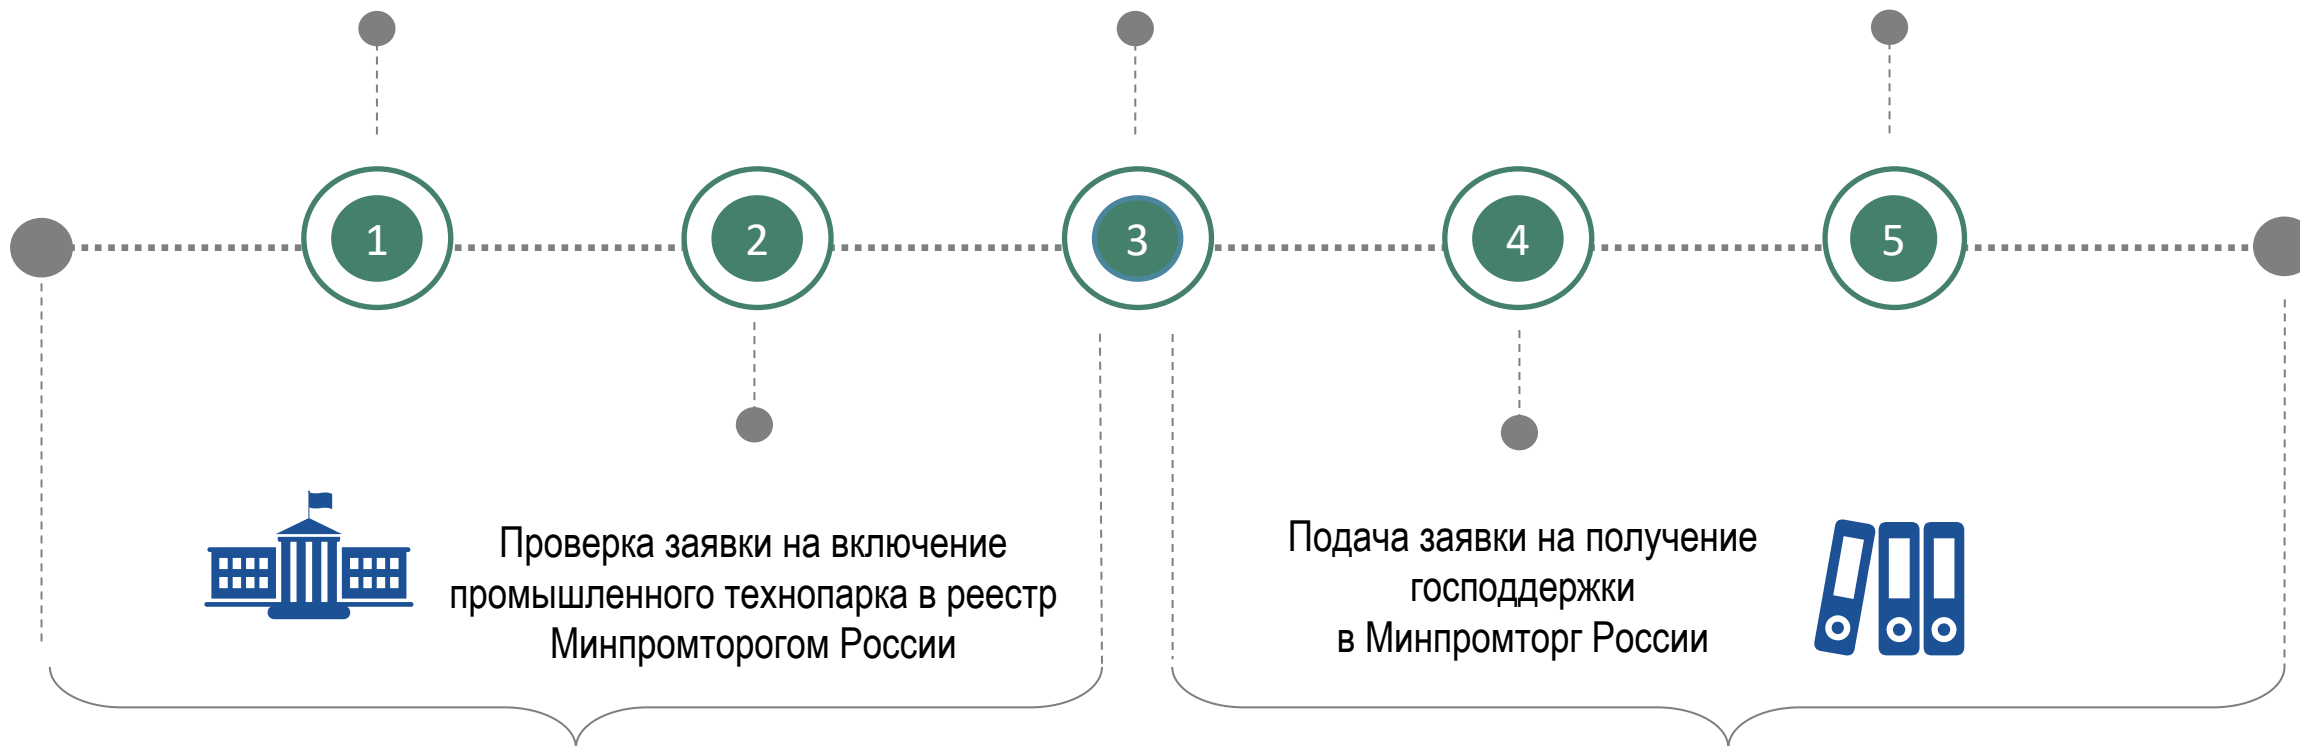 1
2
3
4
5
Проверка заявки на включение
промышленного технопарка в реестр
Минпромторогом России
Подача заявки на получение
господдержки
в Минпромторг России